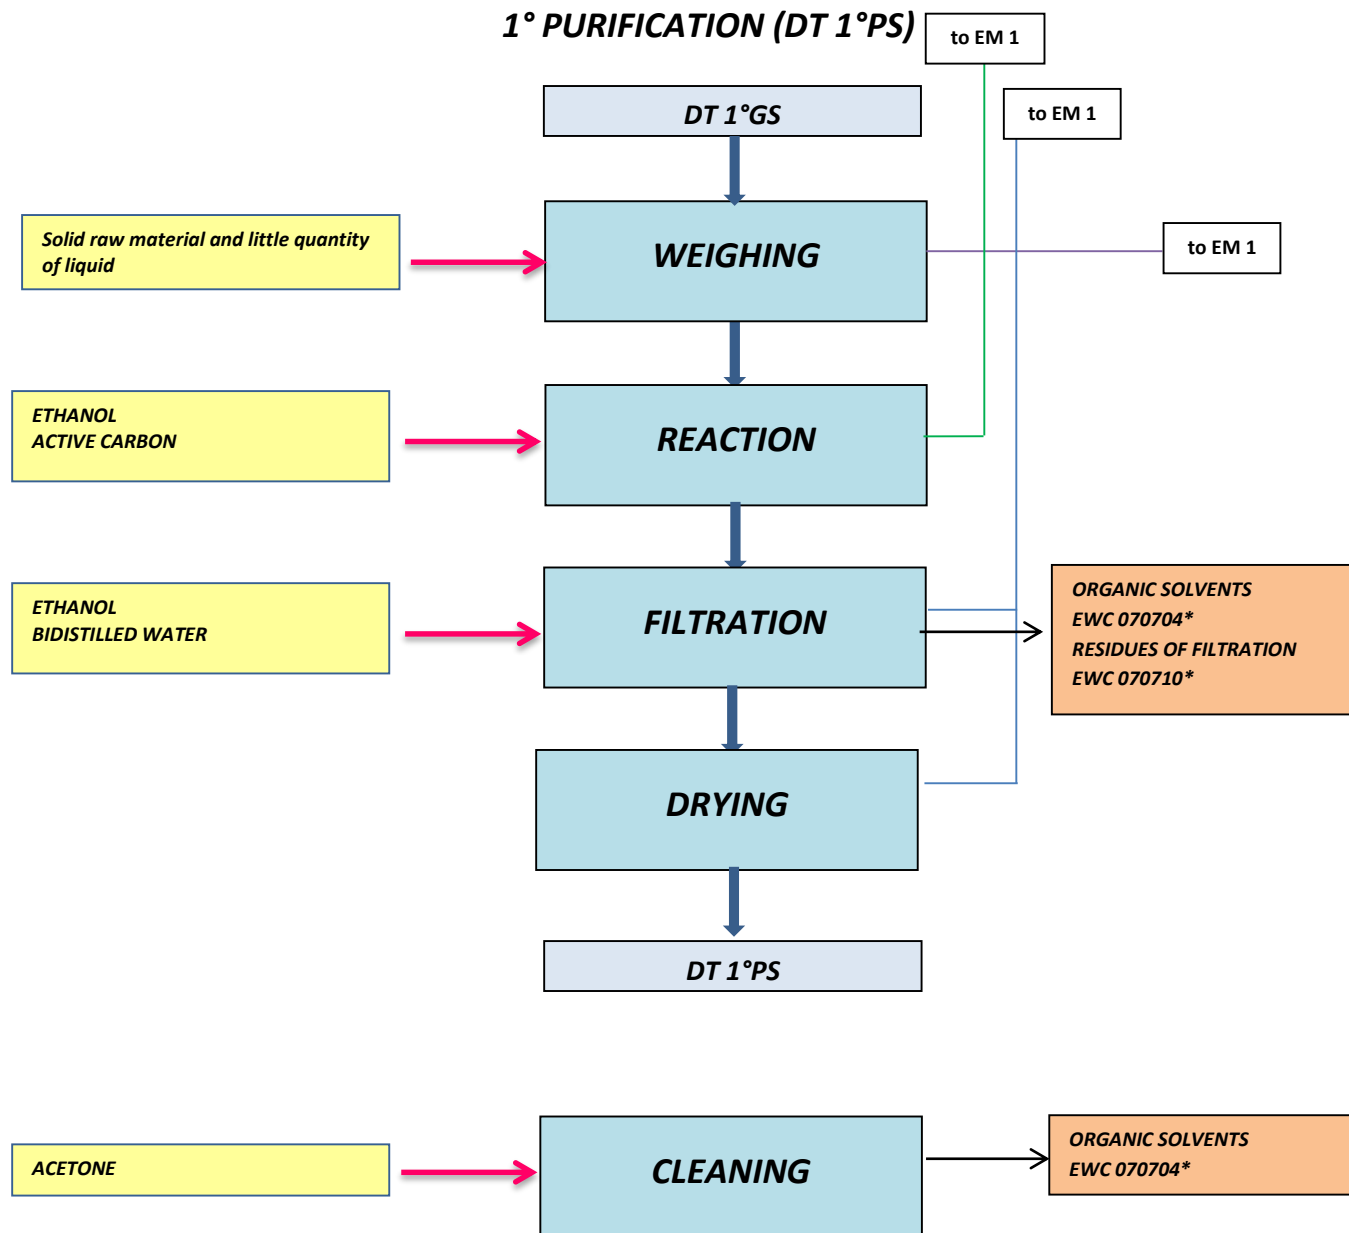 1° PURIFICATION (DT 1°PS)
to EM 1
DT 1°GS
to EM 1
Solid raw material and little quantity
of liquid
WEIGHING
to EM 1
ETHANOL
ACTIVE CARBON
REACTION
ETHANOL
BIDISTILLED WATER
FILTRATION
ORGANIC SOLVENTS
EWC 070704*
RESIDUES OF FILTRATION
EWC 070710*
DRYING
DT 1°PS
ACETONE
CLEANING
ORGANIC SOLVENTS
EWC 070704*